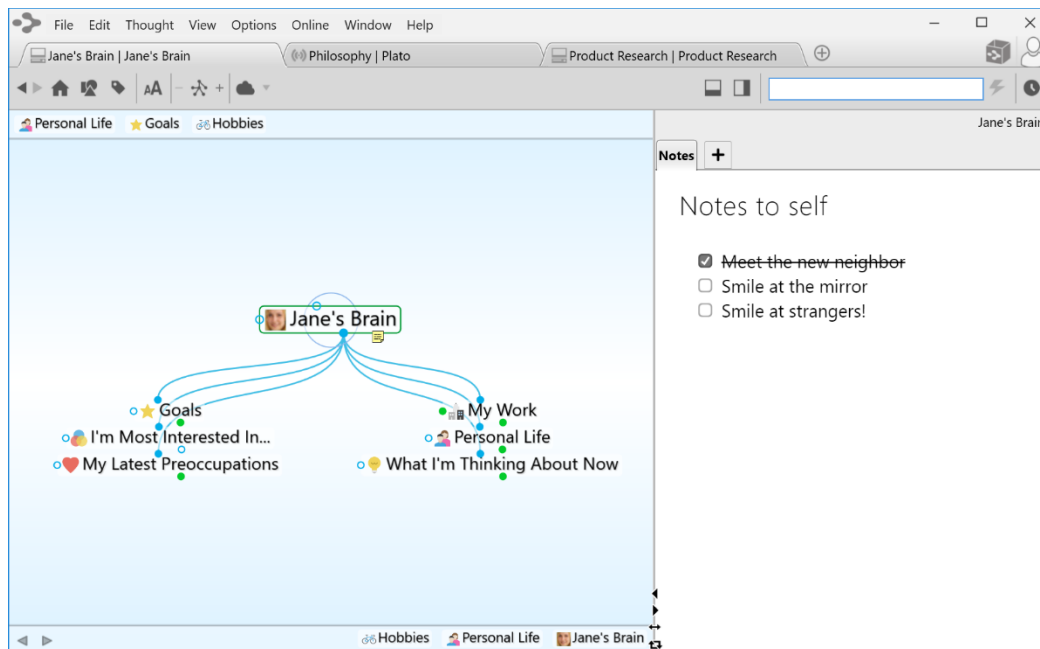 File Edit Thought View Options Online Window Help
Jane's Brain | Jane's Brain Philosophy | Plato Product Research | Product Research
AA
Personal Life Goals Hobbies
Jane's Brain
Notes
Notes to self
Meet the new neighbor
Smile at the mirror
Smile at strangers!
Jane's Brain
Goals My Work
I'm Most Interested In... Personal Life
My Latest Preoccupations What I'm Thinking About Now
Hobbies Personal Life Jane's Brain